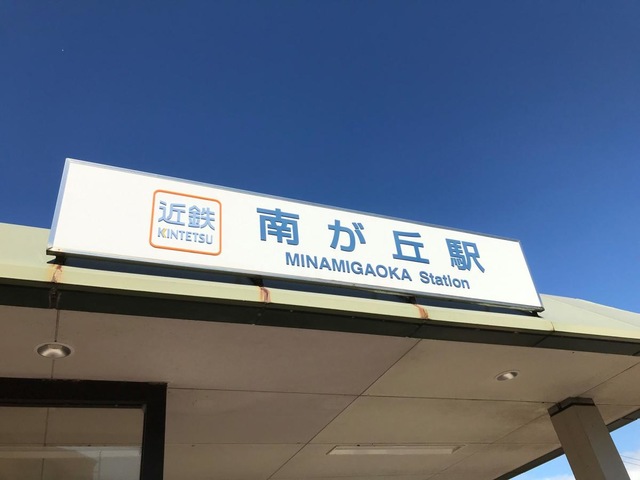 近鉄
KINTETSU
南が丘駅
MINAMIGAOKA Station